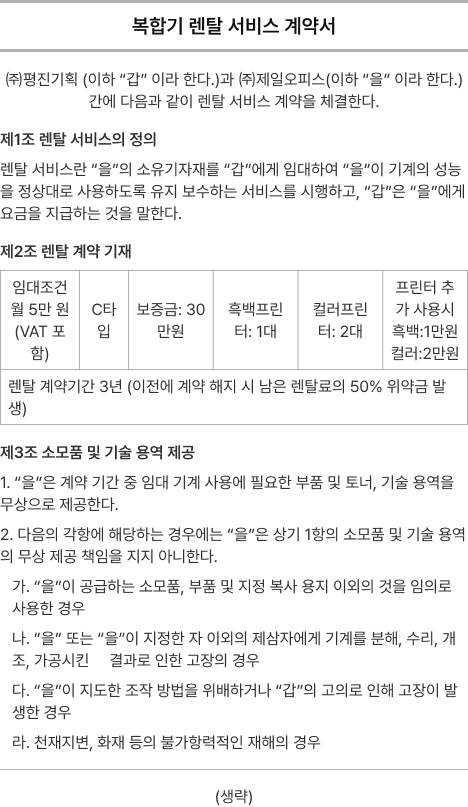 복합기 렌탈 서비스 계약서
㈜평진기획 (이하 “갑” 이라 한다.)과 ㈜제일오피스(이하 “을” 이라 한다.)
간에 다음과 같이 렌탈 서비스 계약을 체결한다.
제1조 렌탈 서비스의 정의
렌탈 서비스란 “을”의 소유기자재를 “갑”에게 임대하여 “을”이 기계의 성능
을 정상대로 사용하도록 유지 보수하는 서비스를 시행하고, “갑”은 “을”에게
요금을 지급하는 것을 말한다.
제2조 렌탈 계약 기재
임대조건
월 5만 원
(VAT 포
함)
C타
입
보증금: 30
만원
흑백프린
터: 1대
컬러프린
터: 2대
프린터 추
가 사용시
흑백:1만원
컬러:2만원
렌탈 계약기간 3년 (이전에 계약 해지 시 남은 렌탈료의 50% 위약금 발
생)
제3조 소모품 및 기술 용역 제공
1. “을”은 계약 기간 중 임대 기계 사용에 필요한 부품 및 토너, 기술 용역을
무상으로 제공한다.
2. 다음의 각항에 해당하는 경우에는 “을”은 상기 1항의 소모품 및 기술 용역
의 무상 제공 책임을 지지 아니한다.
가. “을”이 공급하는 소모품, 부품 및 지정 복사 용지 이외의 것을 임의로
사용한 경우
나. “을” 또는 “을”이 지정한 자 이외의 제삼자에게 기계를 분해, 수리, 개
조, 가공시킨 결과로 인한 고장의 경우
다. “을”이 지도한 조작 방법을 위배하거나 “갑”의 고의로 인해 고장이 발
생한 경우
라. 천재지변, 화재 등의 불가항력적인 재해의 경우
(생략)